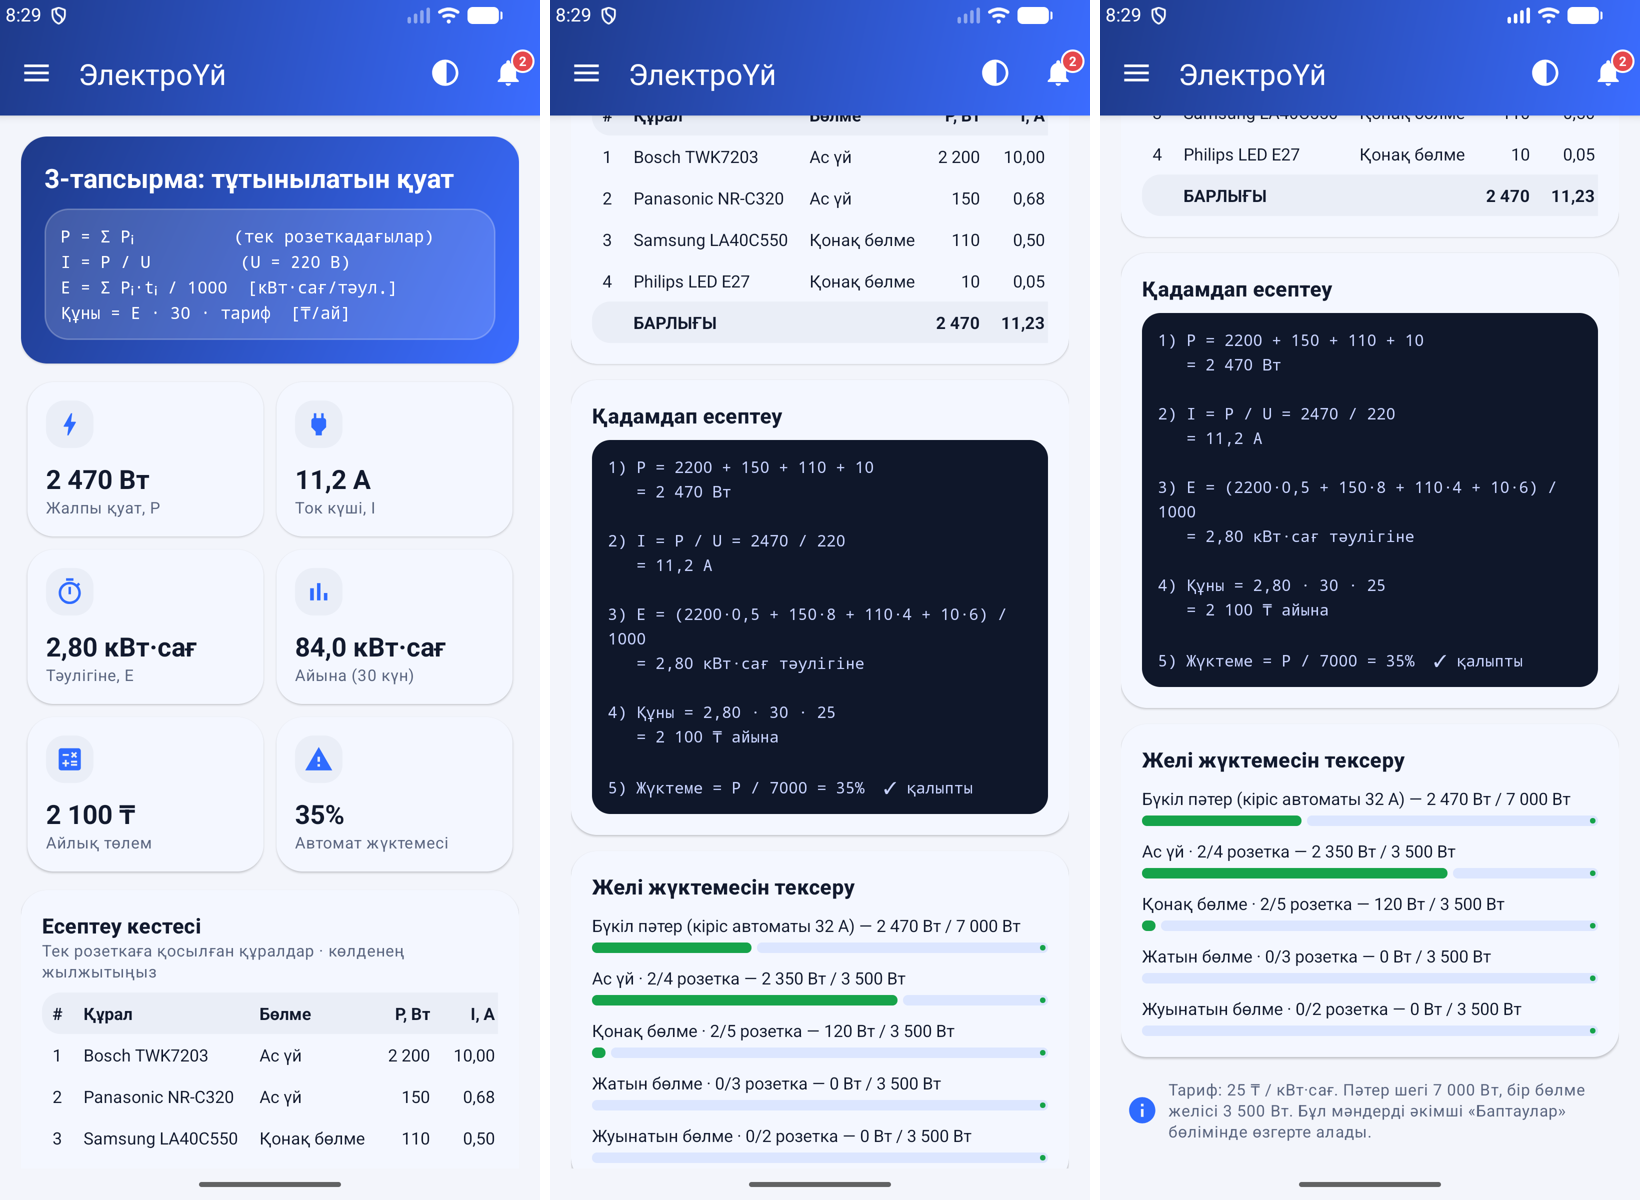 8:29
ЭлектроҮй
2
3-тапсырма: тұтынылатын қуат
P = Σ Pᵢ (тек розеткадағылар)
I = P / U (U = 220 В)
E = Σ Pᵢ·tᵢ / 1000 [кВт·сағ/тәул.]
Құны = E · 30 · тариф [₸/ай]
2 470 Вт
Жалпы қуат, P
11,2 А
Ток күші, I
2,80 кВт·сағ
Тәулігіне, E
84,0 кВт·сағ
Айына (30 күн)
2 100 ₸
Айлық төлем
35%
Автомат жүктемесі
Есептеу кестесі
Тек розеткаға қосылған құралдар · көлденең
жылжытыңыз
# Құрал Бөлме P, Вт I, А
1 Bosch TWK7203 Ас үй 2 200 10,00
2 Panasonic NR-C320 Ас үй 150 0,68
3 Samsung LA40C550 Қонақ бөлме 110 0,50
8:29
ЭлектроҮй
2
# Құрал Бөлме P, Вт I, А
1 Bosch TWK7203 Ас үй 2 200 10,00
2 Panasonic NR-C320 Ас үй 150 0,68
3 Samsung LA40C550 Қонақ бөлме 110 0,50
4 Philips LED E27 Қонақ бөлме 10 0,05
БАРЛЫҒЫ 2 470 11,23
Қадамдап есептеу
1) P = 2200 + 150 + 110 + 10
= 2 470 Вт
2) I = P / U = 2470 / 220
= 11,2 А
3) E = (2200·0,5 + 150·8 + 110·4 + 10·6) /
1000
= 2,80 кВт·сағ тәулігіне
4) Құны = 2,80 · 30 · 25
= 2 100 ₸ айына
5) Жүктеме = P / 7000 = 35% ✓ қалыпты
Желі жүктемесін тексеру
Бүкіл пәтер (кіріс автоматы 32 А) — 2 470 Вт / 7 000 Вт
Ас үй · 2/4 розетка — 2 350 Вт / 3 500 Вт
Қонақ бөлме · 2/5 розетка — 120 Вт / 3 500 Вт
Жатын бөлме · 0/3 розетка — 0 Вт / 3 500 Вт
Жуынатын бөлме · 0/2 розетка — 0 Вт / 3 500 Вт
8:29
ЭлектроҮй
2
3 Samsung LA40C550 Қонақ бөлме 110 0,50
4 Philips LED E27 Қонақ бөлме 10 0,05
БАРЛЫҒЫ 2 470 11,23
Қадамдап есептеу
1) P = 2200 + 150 + 110 + 10
= 2 470 Вт
2) I = P / U = 2470 / 220
= 11,2 А
3) E = (2200·0,5 + 150·8 + 110·4 + 10·6) /
1000
= 2,80 кВт·сағ тәулігіне
4) Құны = 2,80 · 30 · 25
= 2 100 ₸ айына
5) Жүктеме = P / 7000 = 35% ✓ қалыпты
Желі жүктемесін тексеру
Бүкіл пәтер (кіріс автоматы 32 А) — 2 470 Вт / 7 000 Вт
Ас үй · 2/4 розетка — 2 350 Вт / 3 500 Вт
Қонақ бөлме · 2/5 розетка — 120 Вт / 3 500 Вт
Жатын бөлме · 0/3 розетка — 0 Вт / 3 500 Вт
Жуынатын бөлме · 0/2 розетка — 0 Вт / 3 500 Вт
Тариф: 25 ₸ / кВт·сағ. Пәтер шегі 7 000 Вт, бір бөлме
желісі 3 500 Вт. Бұл мәндерді әкімші «Баптаулар»
бөлімінде өзгерте алады.